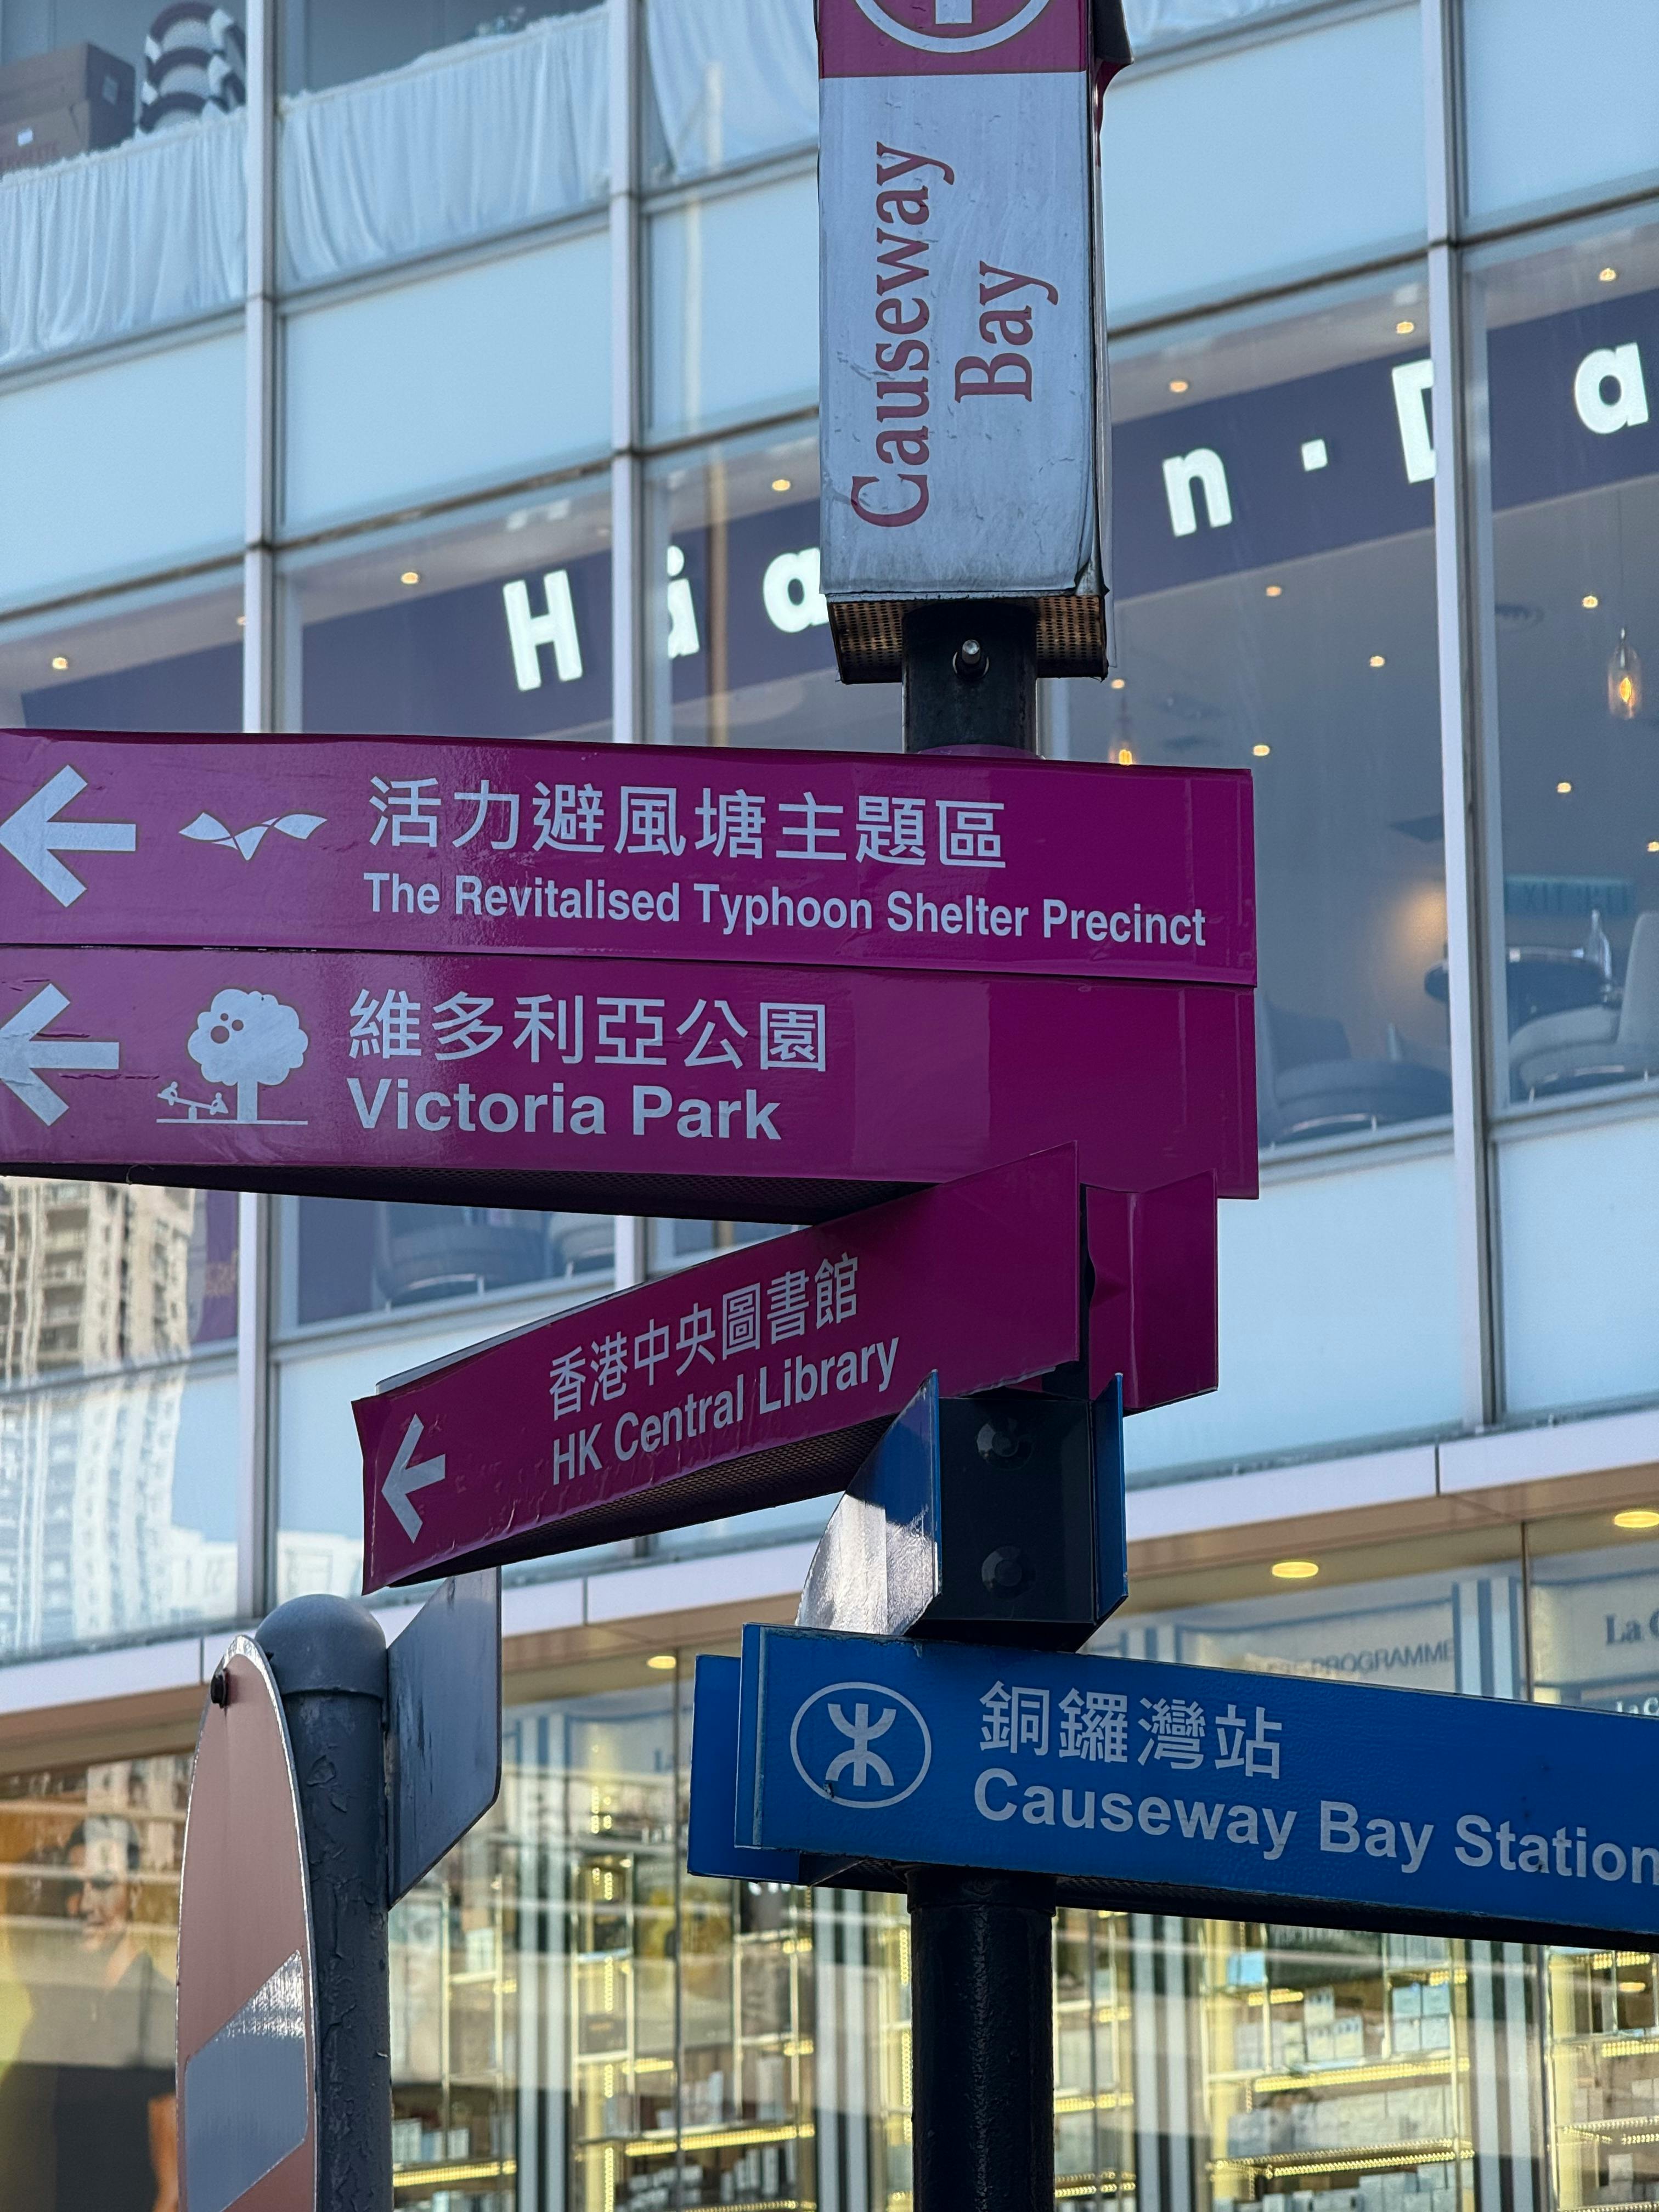 Causeway
Bay
活力避風塘主題區
The Revitalised Typhoon Shelter Precinct
維多利亞公園
Victoria Park
香港中央圖書館
HK Central Library
銅鑼灣站
Causeway Bay Station
PROGRAMME
La